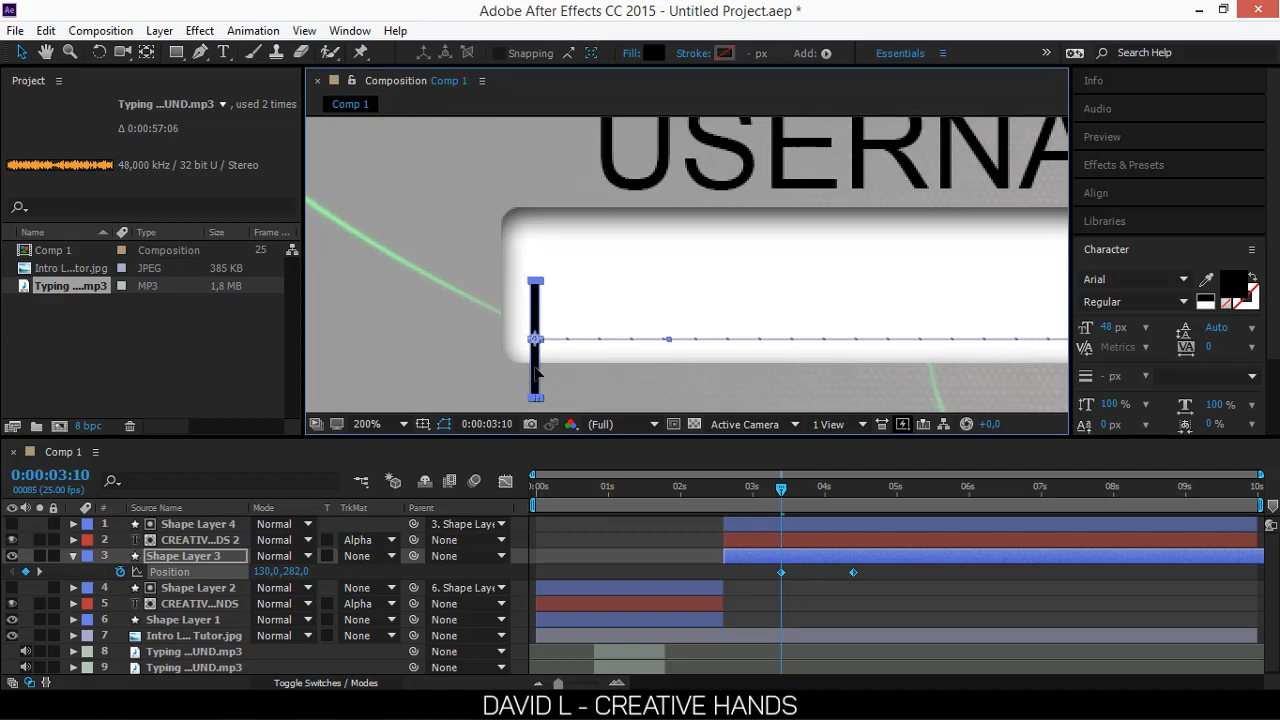 Ae Adobe After Effects CC 2015 - Untitled Project.aep *
File Edit Composition Layer Effect Animation View Window Help
Snapping Fill: Stroke: - px Add: Essentials Search Help
Project
Typing ...UND.mp3 , used 2 times
Δ 0:00:57:06
48,000 kHz / 32 bit U / Stereo
Name Type Size Frame ...
Comp 1 Composition 25
Intro L...tor.jpg JPEG 385 KB
Typing ....mp3 MP3 1,8 MB
8 bpc
Composition Comp 1
Comp 1
USERNA
200% 0:00:03:10 (Full) Active Camera 1 View +0,0
Info
Audio
Preview
Effects & Presets
Align
Libraries
Character
Arial
Regular
48 px Auto
Metrics 0
- px
100 % 100 %
0 px 0 %
Comp 1
0:00:03:10
00085 (25.00 fps)
# Source Name Mode T TrkMat Parent
:00s 01s 02s 03s 04s 05s 06s 07s 08s 09s 10s
1 Shape Layer 4 Normal 3. Shape Laye
2 CREATIV...DS 2 Normal Alpha None
3 Shape Layer 3 Normal None None
Position 130,0,282,0
4 Shape Layer 2 Normal 6. Shape Laye
5 CREATIV...NDS Normal Alpha None
6 Shape Layer 1 Normal None None
7 Intro L... Tutor.jpg Normal None None
8 Typing ...UND.mp3 None
9 Typing ...UND.mp3 None
Toggle Switches / Modes
DAVID L - CREATIVE HANDS